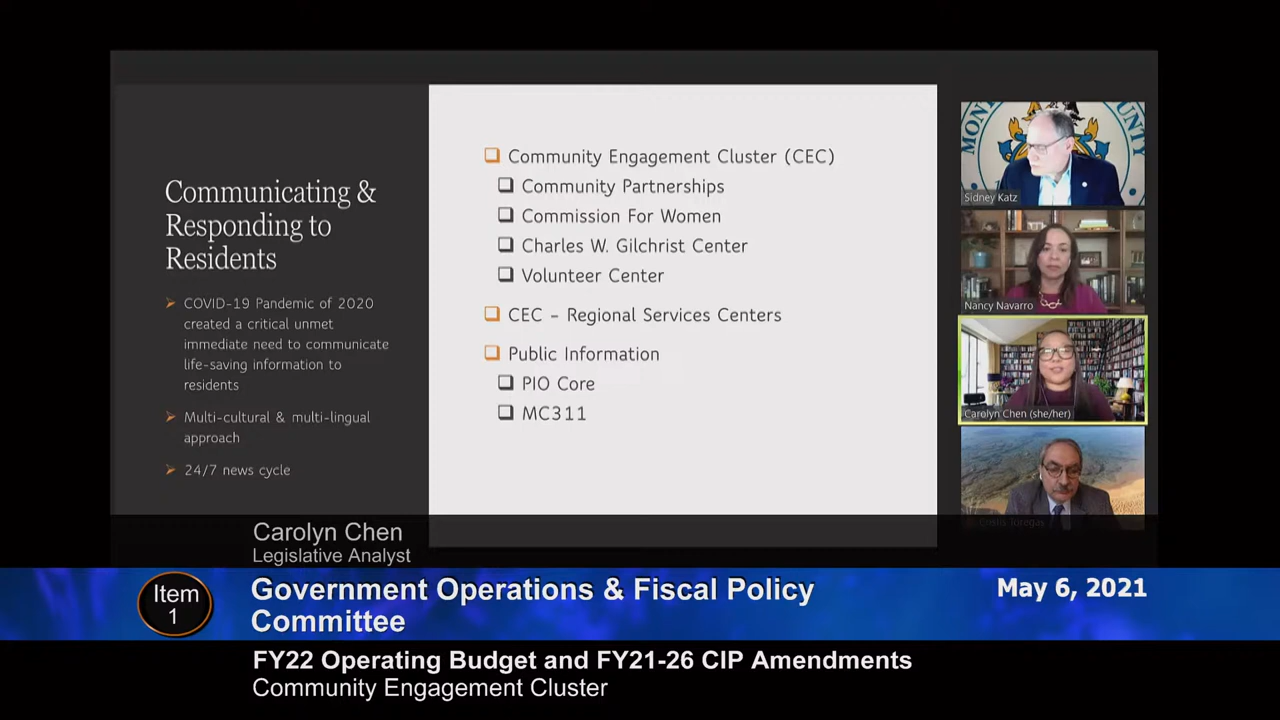 Communicating &
Responding to
Residents
COVID-19 Pandemic of 2020
created a critical unmet
immediate need to communicate
life-saving information to
residents
Multi-cultural & multi-lingual
approach
24/7 news cycle
Community Engagement Cluster (CEC)
Community Partnerships
Commission For Women
Charles W. Gilchrist Center
Volunteer Center
CEC - Regional Services Centers
Public Information
PIO Core
MC311
Sidney Katz
Nancy Navarro
Carolyn Chen (she/her)
Carolyn Chen
Legislative Analyst
Item
1
Government Operations & Fiscal Policy
Committee
May 6, 2021
FY22 Operating Budget and FY21-26 CIP Amendments
Community Engagement Cluster